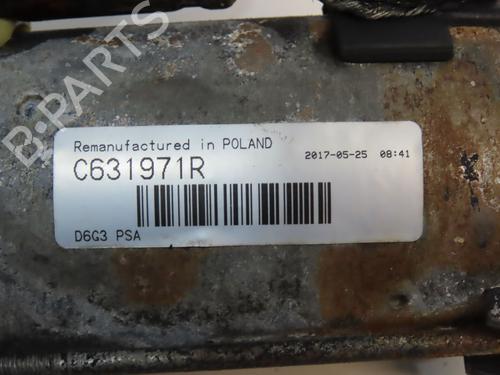 Remanufactured in POLAND
2017-05-25 08:41
C631971R
D6G3 PSA
B-PARTS